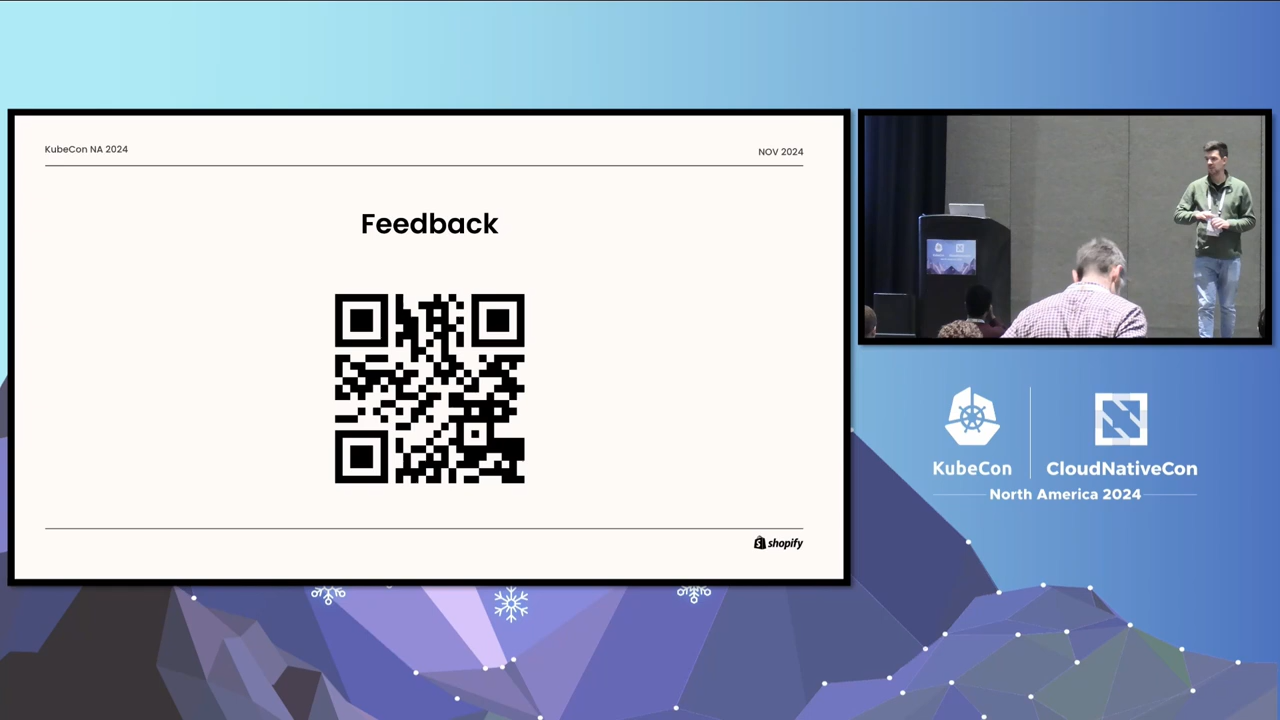 KubeCon NA 2024
NOV 2024
Feedback
shopify
KubeCon
CloudNativeCon
North America 2024